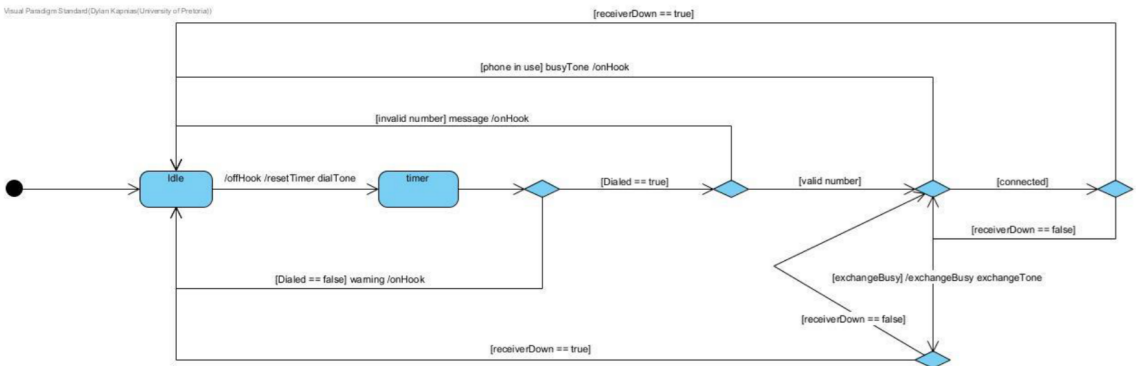 Visual Paradigm Standard(Dylan Kapnias(University of Pretoria))
[receiverDown == true]
[phone in use] busyTone /onHook
[invalid number] message /onHook
Idle
/offHook /resetTimer dialTone
timer
[Dialed == true]
[valid number]
[connected]
[receiverDown == false]
[Dialed == false] warning /onHook
[exchangeBusy] /exchangeBusy exchangeTone
[receiverDown == false]
[receiverDown == true]